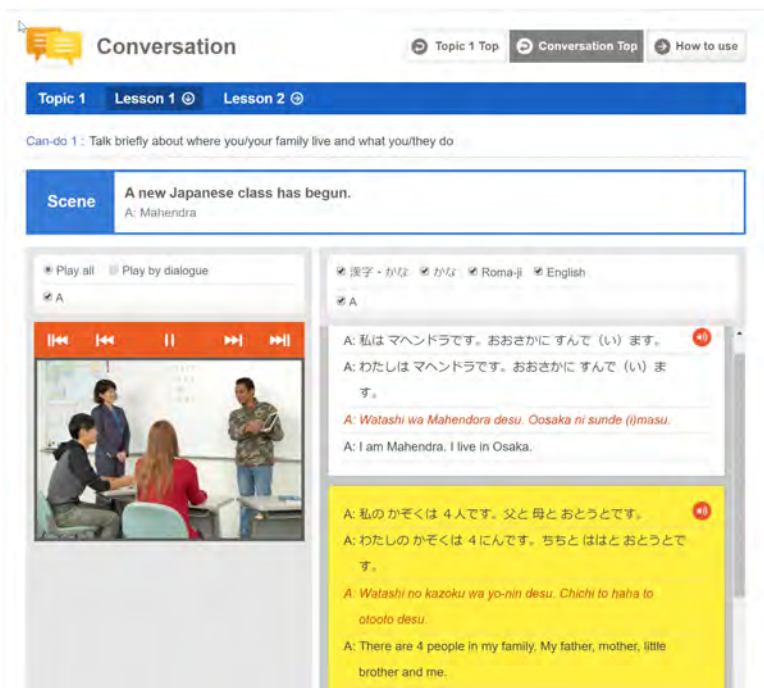 Conversation
Topic 1 Top
Conversation Top
How to use
Topic 1 Lesson 1 Lesson 2
Can-do 1 : Talk briefly about where you/your family live and what you/they do
Scene
A new Japanese class has begun.
A: Mahendra
Play all Play by dialogue
A
漢字・かな かな Roma-ji English
A
A: 私は マヘンドラです。おおさかに すんで（い）ます。
A: わたしは マヘンドラです。おおさかに すんで（い）ま
す。
A: Watashi wa Mahendora desu. Oosaka ni sunde (i)masu.
A: I am Mahendra. I live in Osaka.
A: 私の かぞくは 4人です。父と 母と おとうとです。
A: わたしの かぞくは 4にんです。ちちと ははと おとうとで
す。
A: Watashi no kazoku wa yo-nin desu. Chichi to haha to
otooto desu.
A: There are 4 people in my family. My father, mother, little
brother and me.